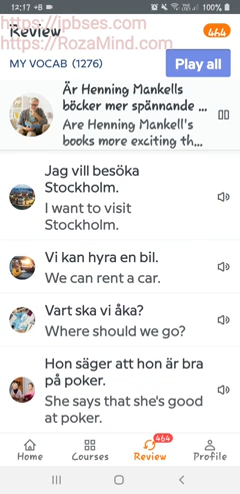 12:17 +B
100%
https://jpbses.com
Review
464
https://RozaMind.com
MY VOCAB (1276)
Play all
Är Henning Mankells
böcker mer spännande ...
Are Henning Mankell's
books more exciting th...
Jag vill besöka
Stockholm.
I want to visit
Stockholm.
Vi kan hyra en bil.
We can rent a car.
Vart ska vi åka?
Where should we go?
Hon säger att hon är bra
på poker.
She says that she's good
at poker.
464
Home
Courses
Review
Profile